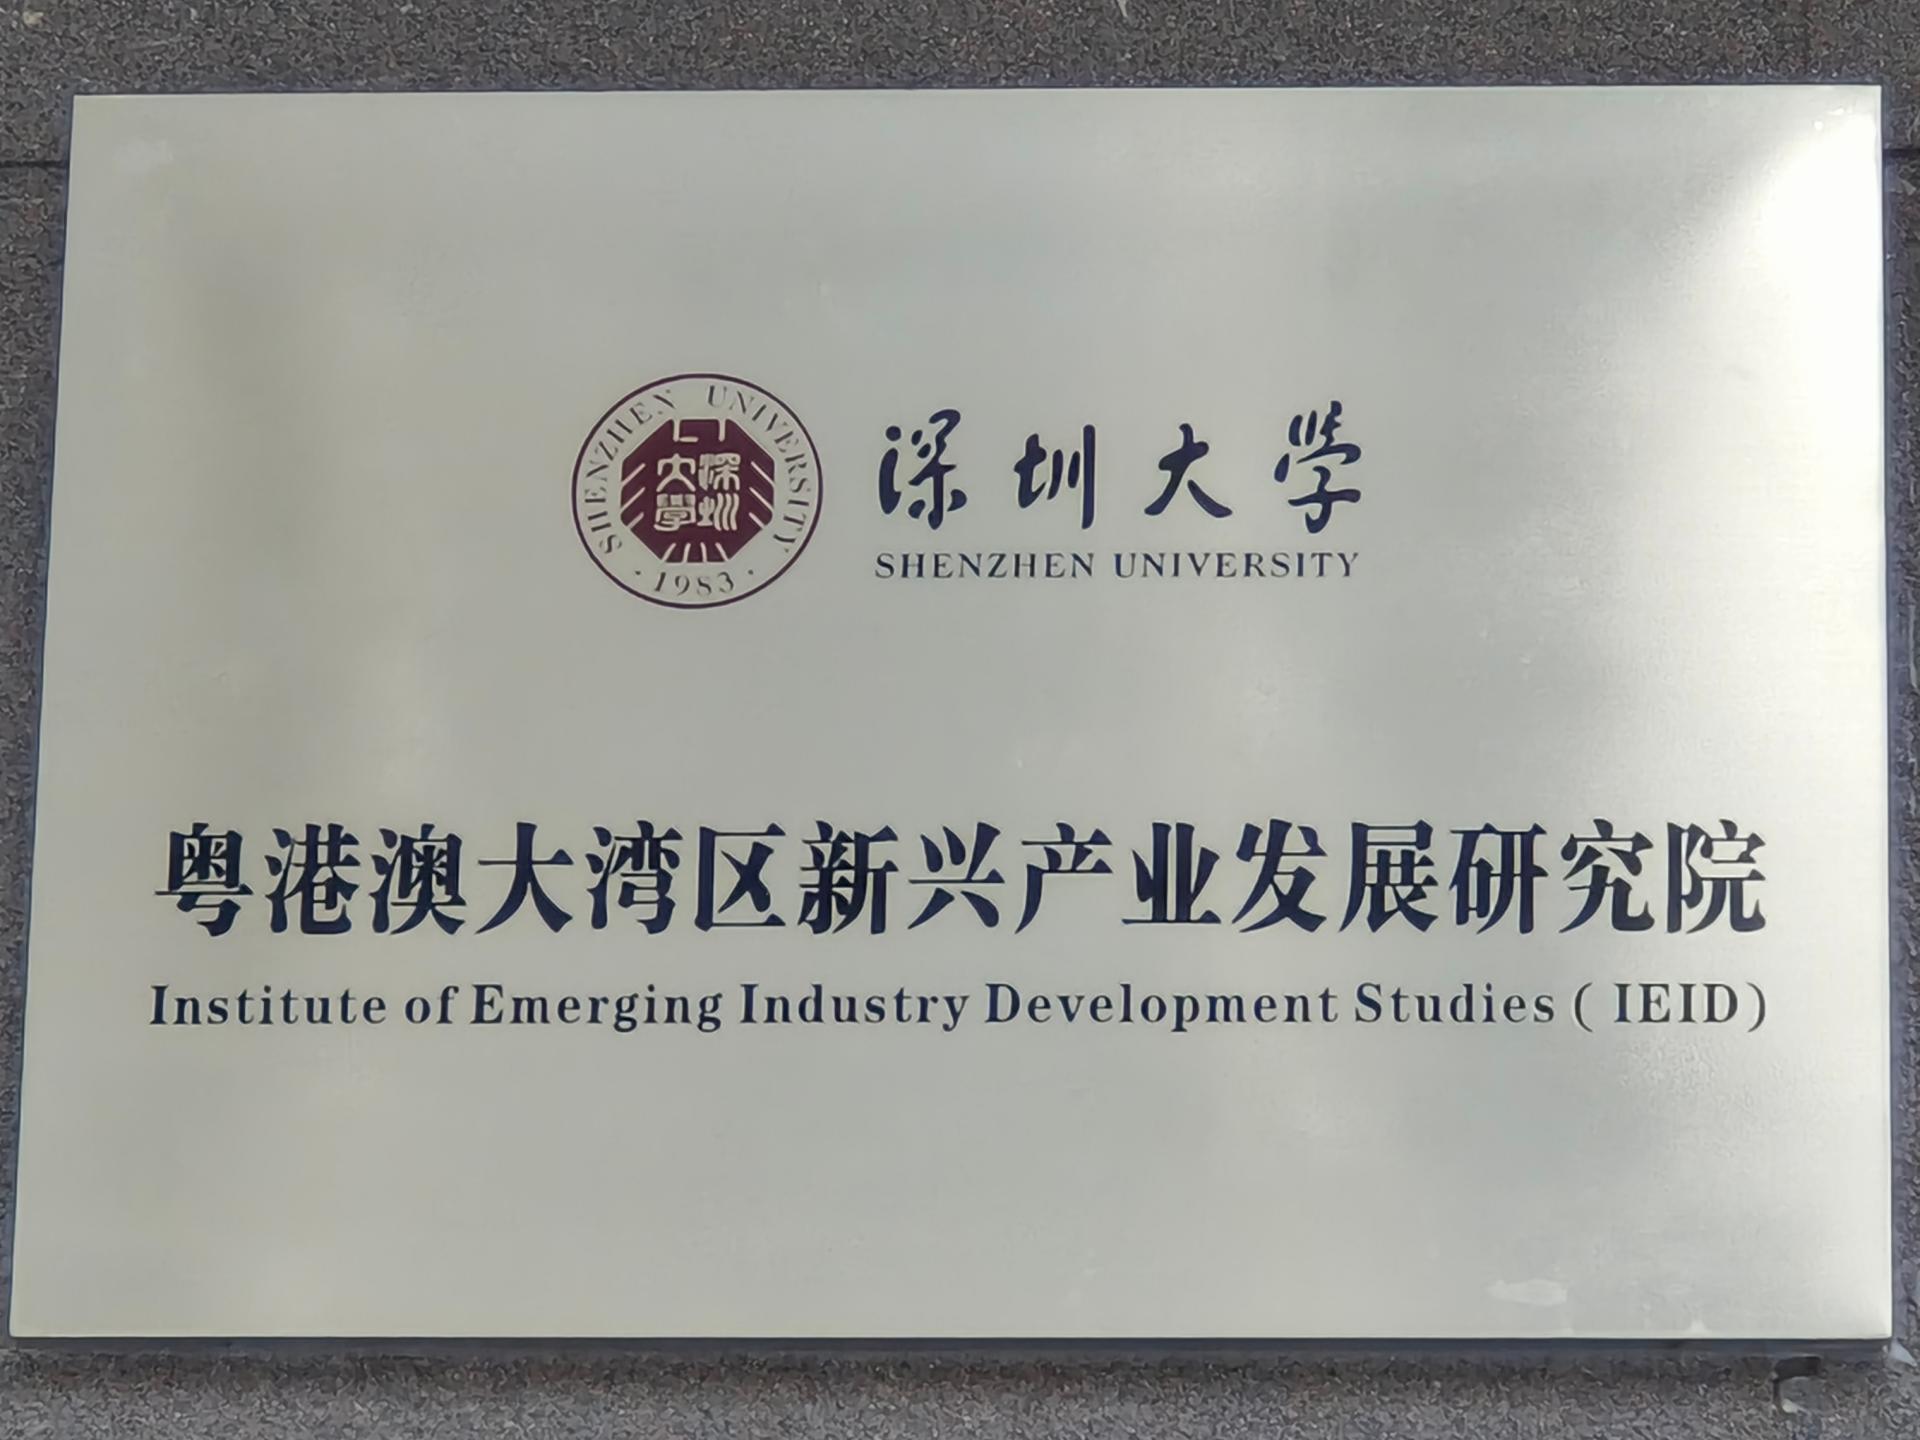 SHENZHEN UNIVERSITY
深圳
大學
·1983·
深圳大学
SHENZHEN UNIVERSITY
粤港澳大湾区新兴产业发展研究院
Institute of Emerging Industry Development Studies ( IEID)